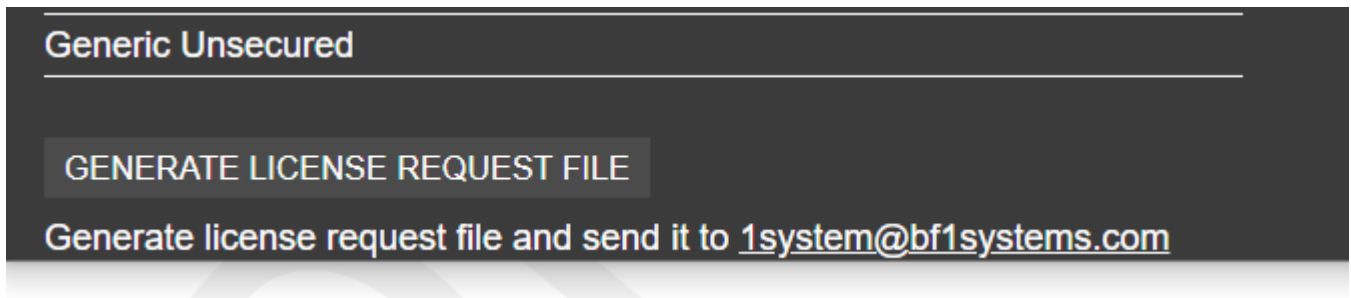 Generic Unsecured
GENERATE LICENSE REQUEST FILE
Generate license request file and send it to 1system@bf1systems.com